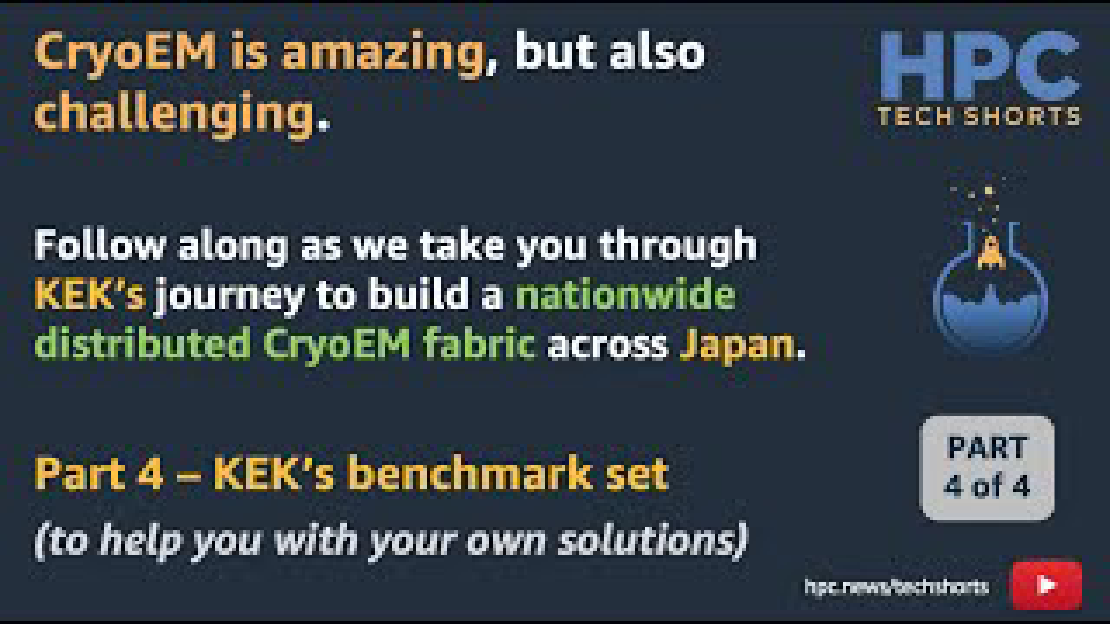 CryoEM is amazing, but also
challenging.
HPC
TECH SHORTS
Follow along as we take you through
KEK's journey to build a nationwide
distributed CryoEM fabric across Japan.
Part 4 – KEK's benchmark set
(to help you with your own solutions)
PART
4 of 4
hpc.news/techshorts